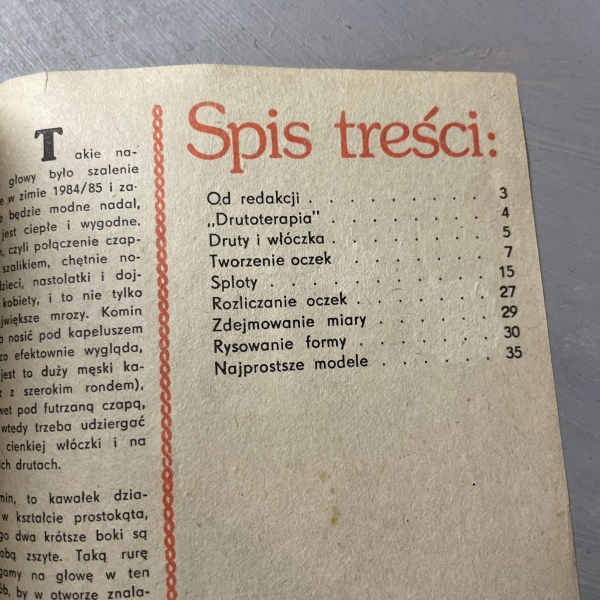 Takie na-
głowy było szalenie
w zimie 1984/85 i za-
będzie modne nadal,
jest ciepłe i wygodne.
czyli połączenie czap-
szalikiem, chętnie no-
nastolatki i doj-
kobiety, i to nie tylko
mrozy. Komin
nosić pod kapeluszem
efektownie wygląda,
jest to duży męski ka-
z szerokim rondem),
pod futrzaną czapą,
wtedy trzeba udziergać
cienkiej włóczki i na
drutach.
to kawałek dzia-
w kształcie prostokąta,
dwa krótsze boki są
zszyte. Taką rurę
na głowę w ten
by w otworze znala-
Spis treści:
Od redakcji . . . . . . . . 3
„Drutoterapia" . . . . . . . 4
Druty i włóczka . . . . . . . 5
Tworzenie oczek . . . . . . 7
Sploty . . . . . . . . . 15
Rozliczanie oczek . . . . . . 27
Zdejmowanie miary . . . . . 29
Rysowanie formy . . . . . . 30
Najprostsze modele . . . . . 35